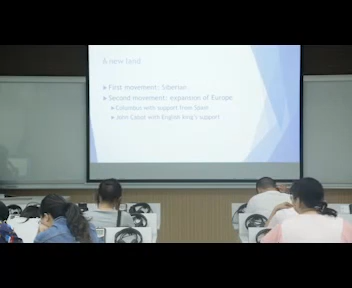 A new land
First movement: Siberian
Second movement: expansion of Europe
Columbus with support from Spain
John Cabot with English king's support